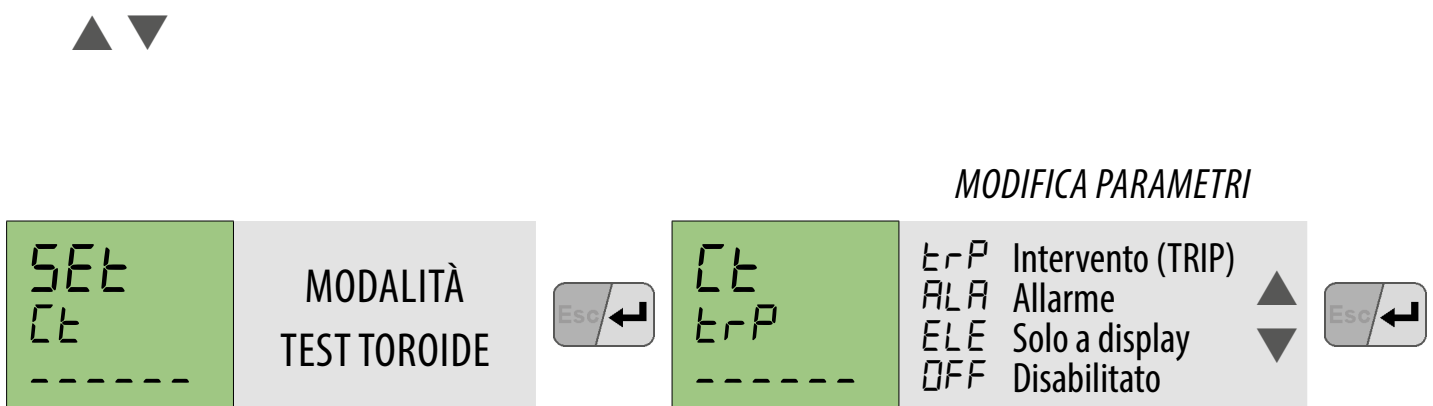 MODIFICA PARAMETRI
SEt
Ct
------
MODALITÀ
TEST TOROIDE
Esc
Ct
trP
------
trP Intervento (TRIP)
ALA Allarme
ELE Solo a display
OFF Disabilitato
Esc